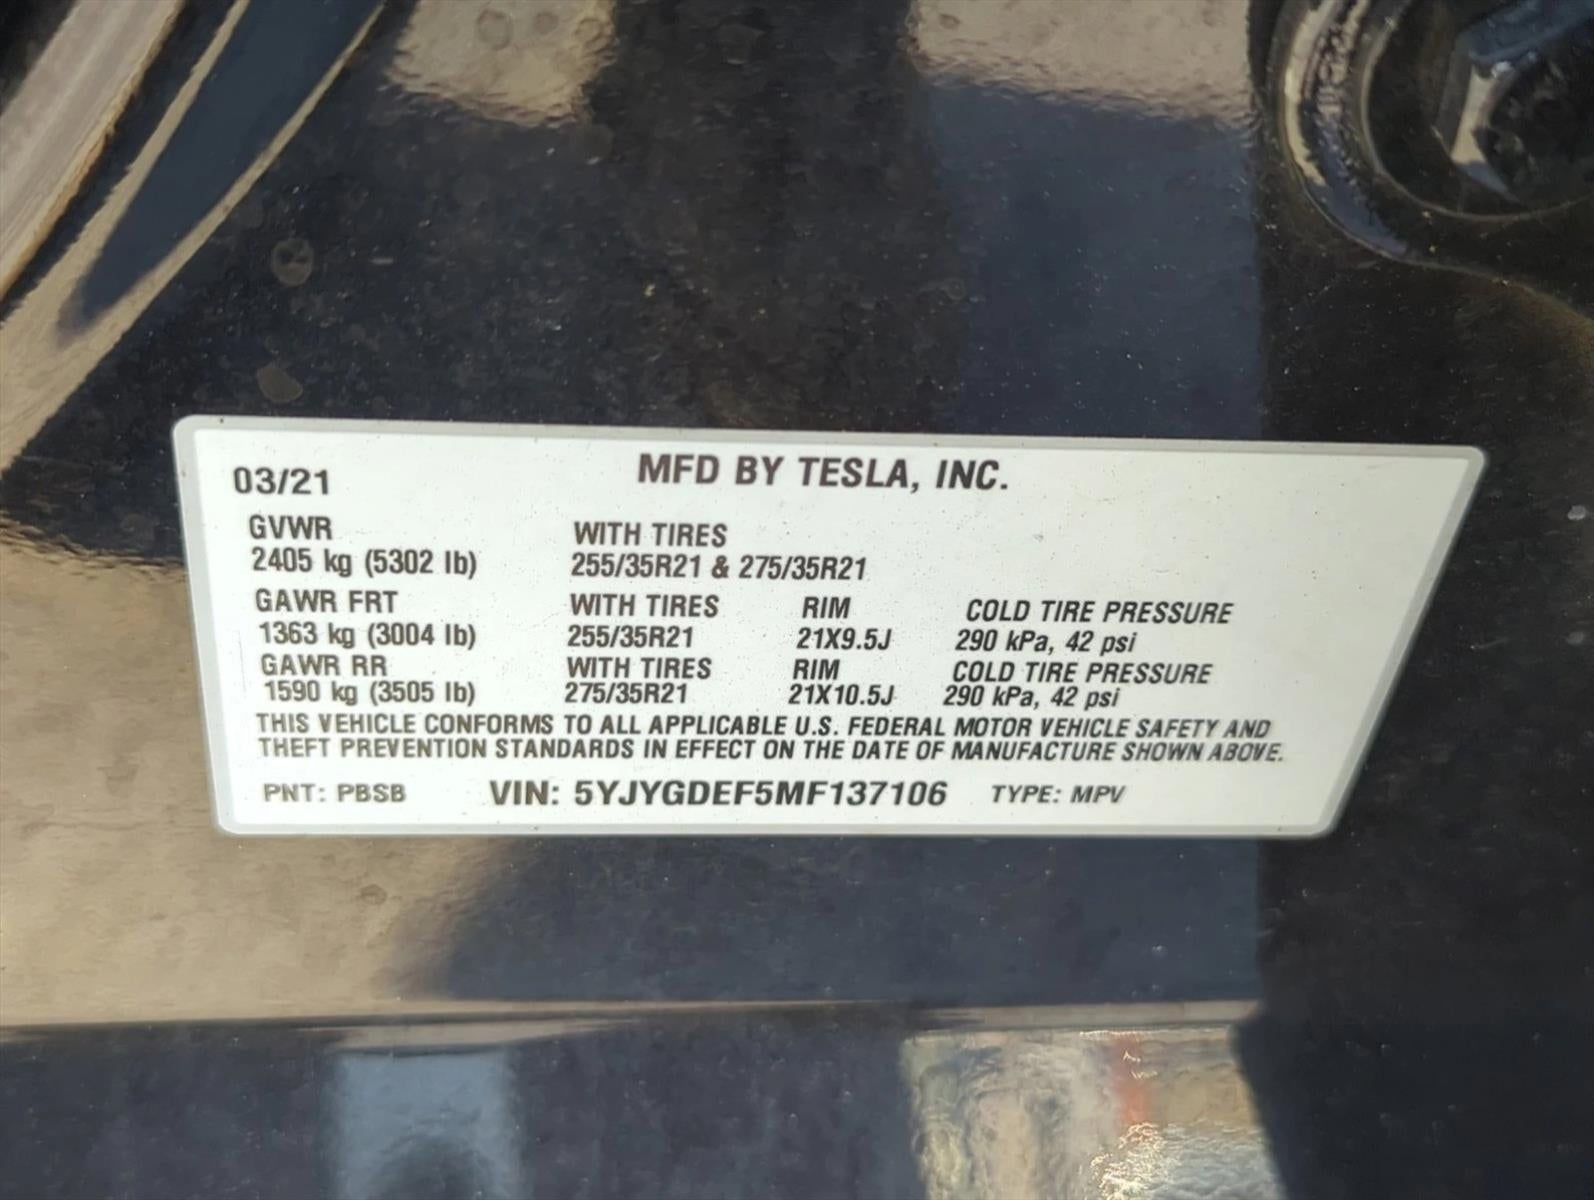 03/21 MFD BY TESLA, INC.
GVWR WITH TIRES
2405 kg (5302 lb) 255/35R21 & 275/35R21
GAWR FRT WITH TIRES RIM COLD TIRE PRESSURE
1363 kg (3004 lb) 255/35R21 21X9.5J 290 kPa, 42 psi
GAWR RR WITH TIRES RIM COLD TIRE PRESSURE
1590 kg (3505 lb) 275/35R21 21X10.5J 290 kPa, 42 psi
THIS VEHICLE CONFORMS TO ALL APPLICABLE U.S. FEDERAL MOTOR VEHICLE SAFETY AND
THEFT PREVENTION STANDARDS IN EFFECT ON THE DATE OF MANUFACTURE SHOWN ABOVE.
PNT: PBSB VIN: 5YJYGDEF5MF137106 TYPE: MPV